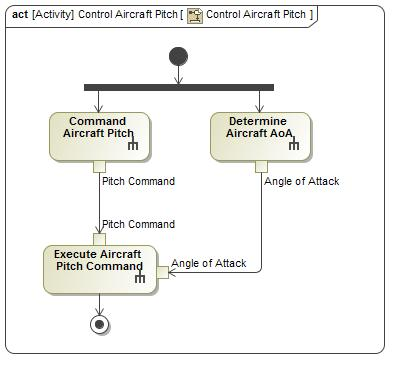 act [Activity] Control Aircraft Pitch [ Control Aircraft Pitch ]
Command
Aircraft Pitch
Determine
Aircraft AoA
Pitch Command
Angle of Attack
Pitch Command
Execute Aircraft
Pitch Command
Angle of Attack